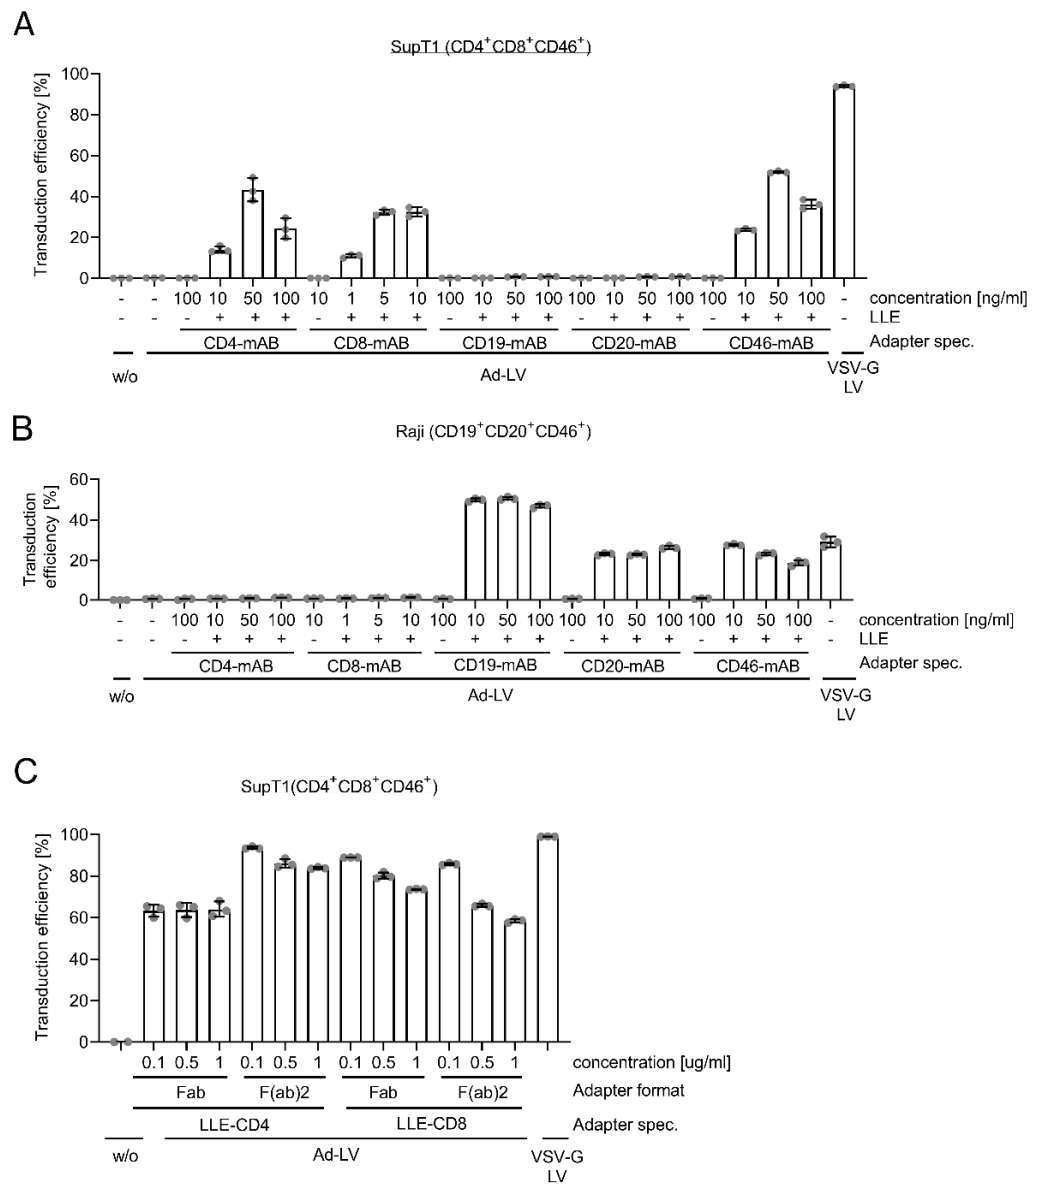 A
SupT1 (CD4+CD8+CD46+)
Transduction efficiency [%]
100
80
60
40
20
0
- - 100 10 50 100 10 1 5 10 100 10 50 100 100 10 50 100 100 10 50 100 - concentration [ng/ml]
- - - + + + - + + + - + + + - + + + - + + + - LLE
CD4-mAB CD8-mAB CD19-mAB CD20-mAB CD46-mAB Adapter spec.
w/o Ad-LV VSV-G
LV
B
Raji (CD19+CD20+CD46+)
Transduction
efficiency [%]
60
40
20
0
- - 100 10 50 100 10 1 5 10 100 10 50 100 100 10 50 100 100 10 50 100 - concentration [ng/ml]
- - - + + + - + + + - + + + - + + + - + + + - LLE
CD4-mAB CD8-mAB CD19-mAB CD20-mAB CD46-mAB Adapter spec.
w/o Ad-LV VSV-G
LV
C
SupT1(CD4+CD8+CD46+)
Transduction efficiency [%]
100
80
60
40
20
0
0.1 0.5 1 0.1 0.5 1 0.1 0.5 1 0.1 0.5 1 concentration [ug/ml]
Fab F(ab)2 Fab F(ab)2 Adapter format
LLE-CD4 LLE-CD8 Adapter spec.
w/o Ad-LV VSV-G
LV